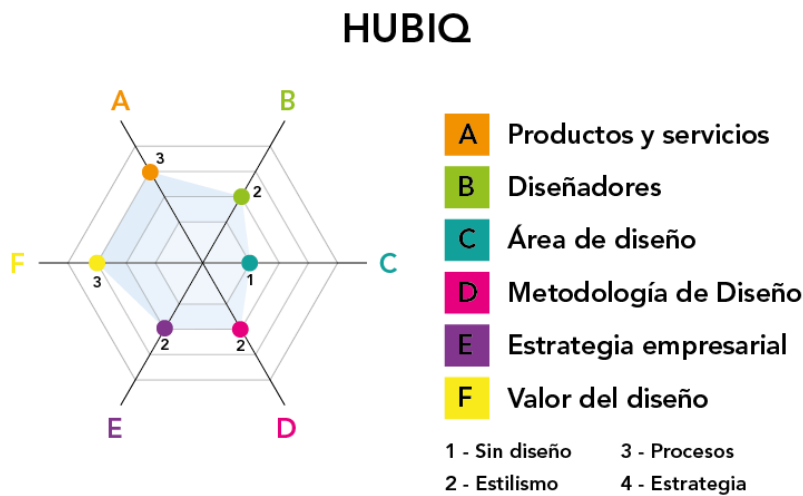 HUBIQ
A
B
3
2
F
C
3
1
2
2
E
D
A Productos y servicios
B Diseñadores
C Área de diseño
D Metodología de Diseño
E Estrategia empresarial
F Valor del diseño
1 - Sin diseño 3 - Procesos
2 - Estilismo 4 - Estrategia